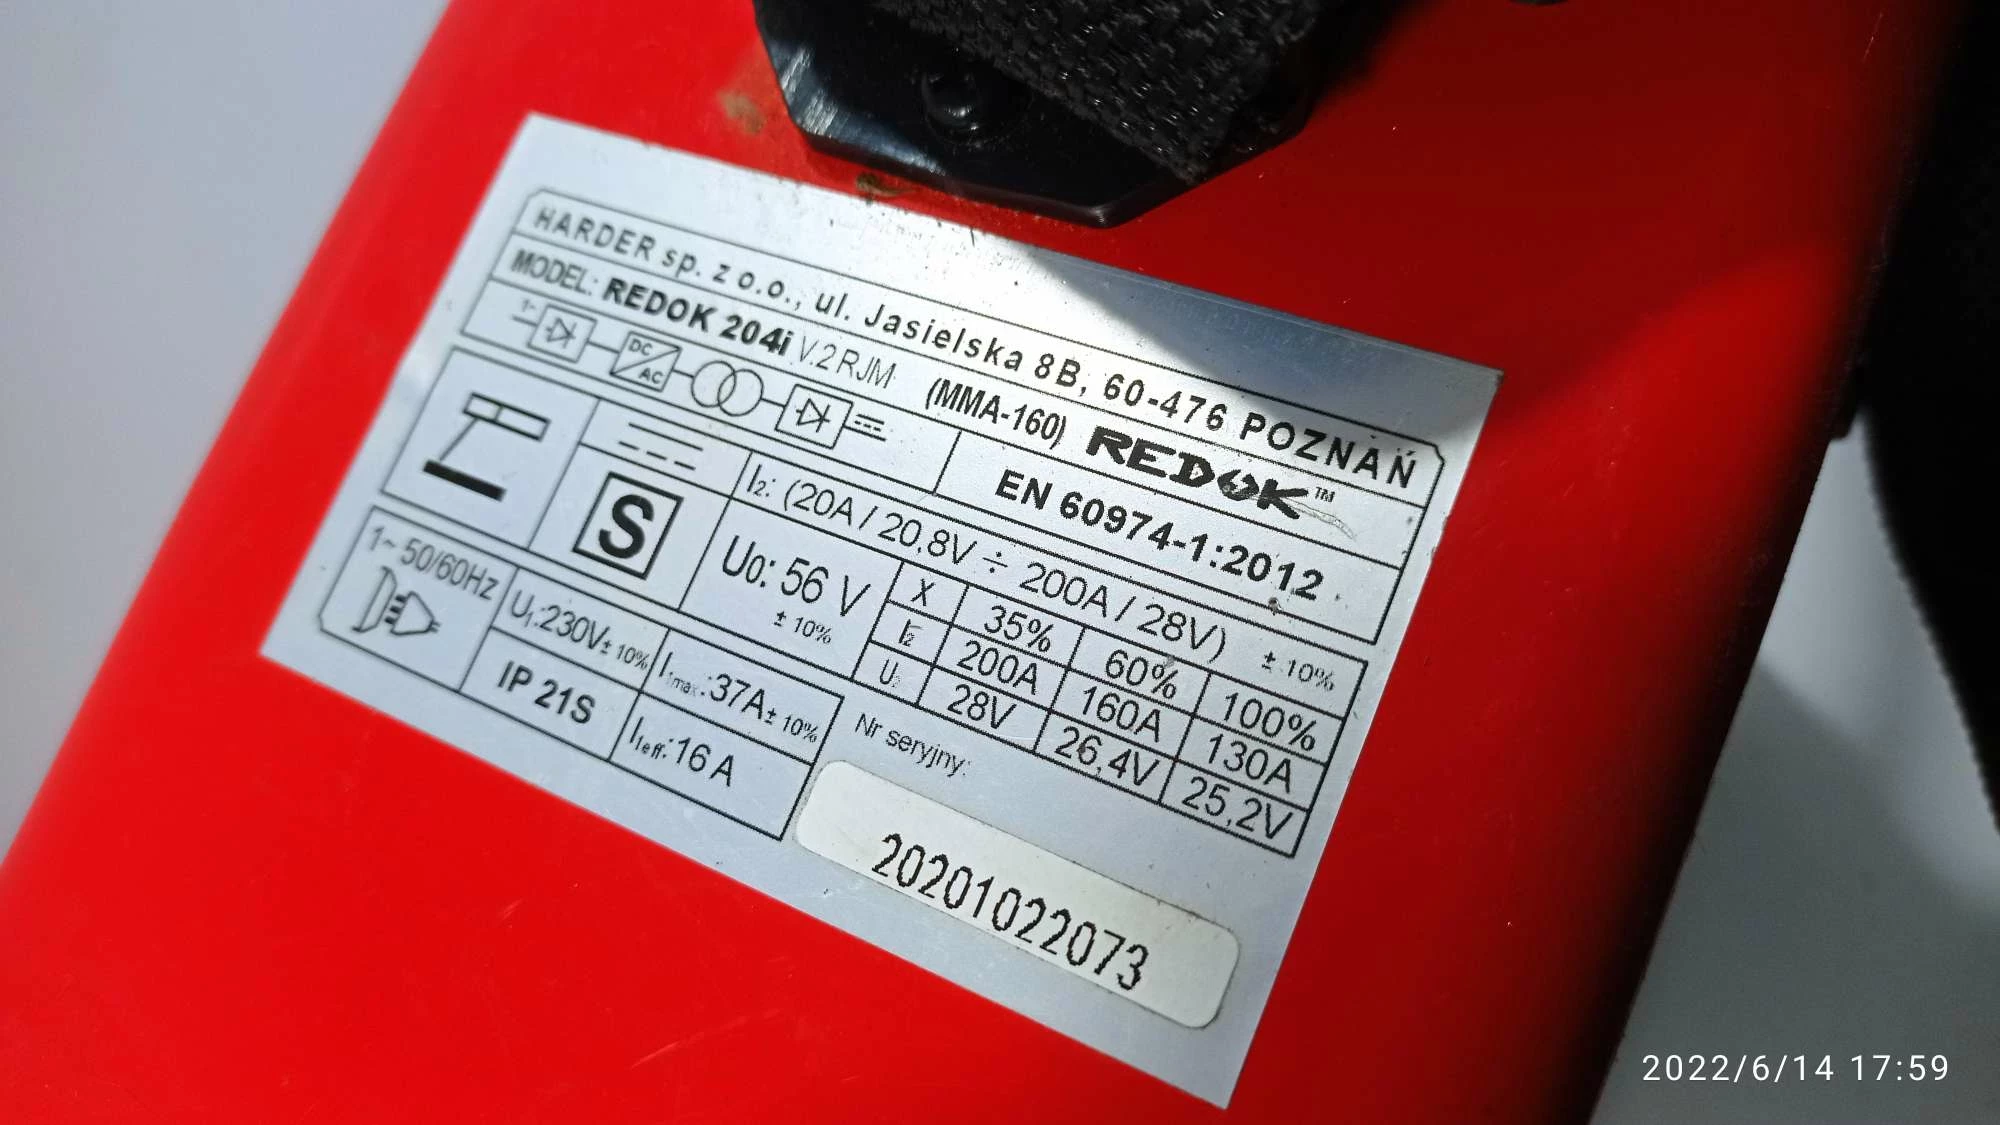 HARDER sp. z o.o., ul. Jasielska 8B, 60-476 POZNAŃ
MODEL: REDOK 204i V.2 RJM (MMA-160) REDOK™
1~ DC AC EN 60974-1:2012
I2: (20A / 20,8V ÷ 200A / 28V) ± 10%
S U0: 56 V ± 10%
X 35% 60% 100%
I2 200A 160A 130A
U2 28V 26,4V 25,2V
1~ 50/60Hz U1:230V± 10% I1max.:37A± 10%
IP 21S I1eff.:16 A
Nr seryjny:
20201022073
2022/6/14 17:59